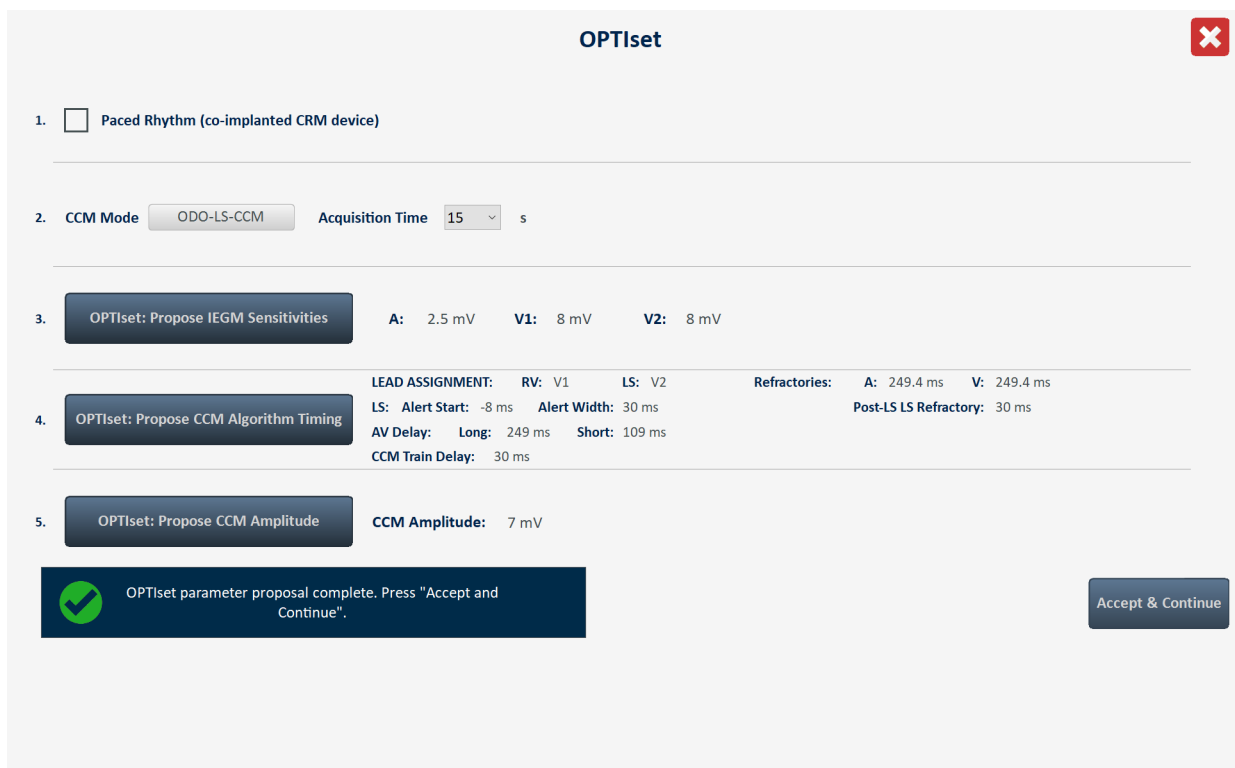 OPTIset
1. Paced Rhythm (co-implanted CRM device)
2. CCM Mode ODO-LS-CCM Acquisition Time 15 s
3. OPTIset: Propose IEGM Sensitivities A: 2.5 mV V1: 8 mV V2: 8 mV
LEAD ASSIGNMENT: RV: V1 LS: V2 Refractories: A: 249.4 ms V: 249.4 ms
LS: Alert Start: -8 ms Alert Width: 30 ms Post-LS LS Refractory: 30 ms
4. OPTIset: Propose CCM Algorithm Timing
AV Delay: Long: 249 ms Short: 109 ms
CCM Train Delay: 30 ms
5. OPTIset: Propose CCM Amplitude CCM Amplitude: 7 mV
OPTIset parameter proposal complete. Press "Accept and
Continue".
Accept & Continue